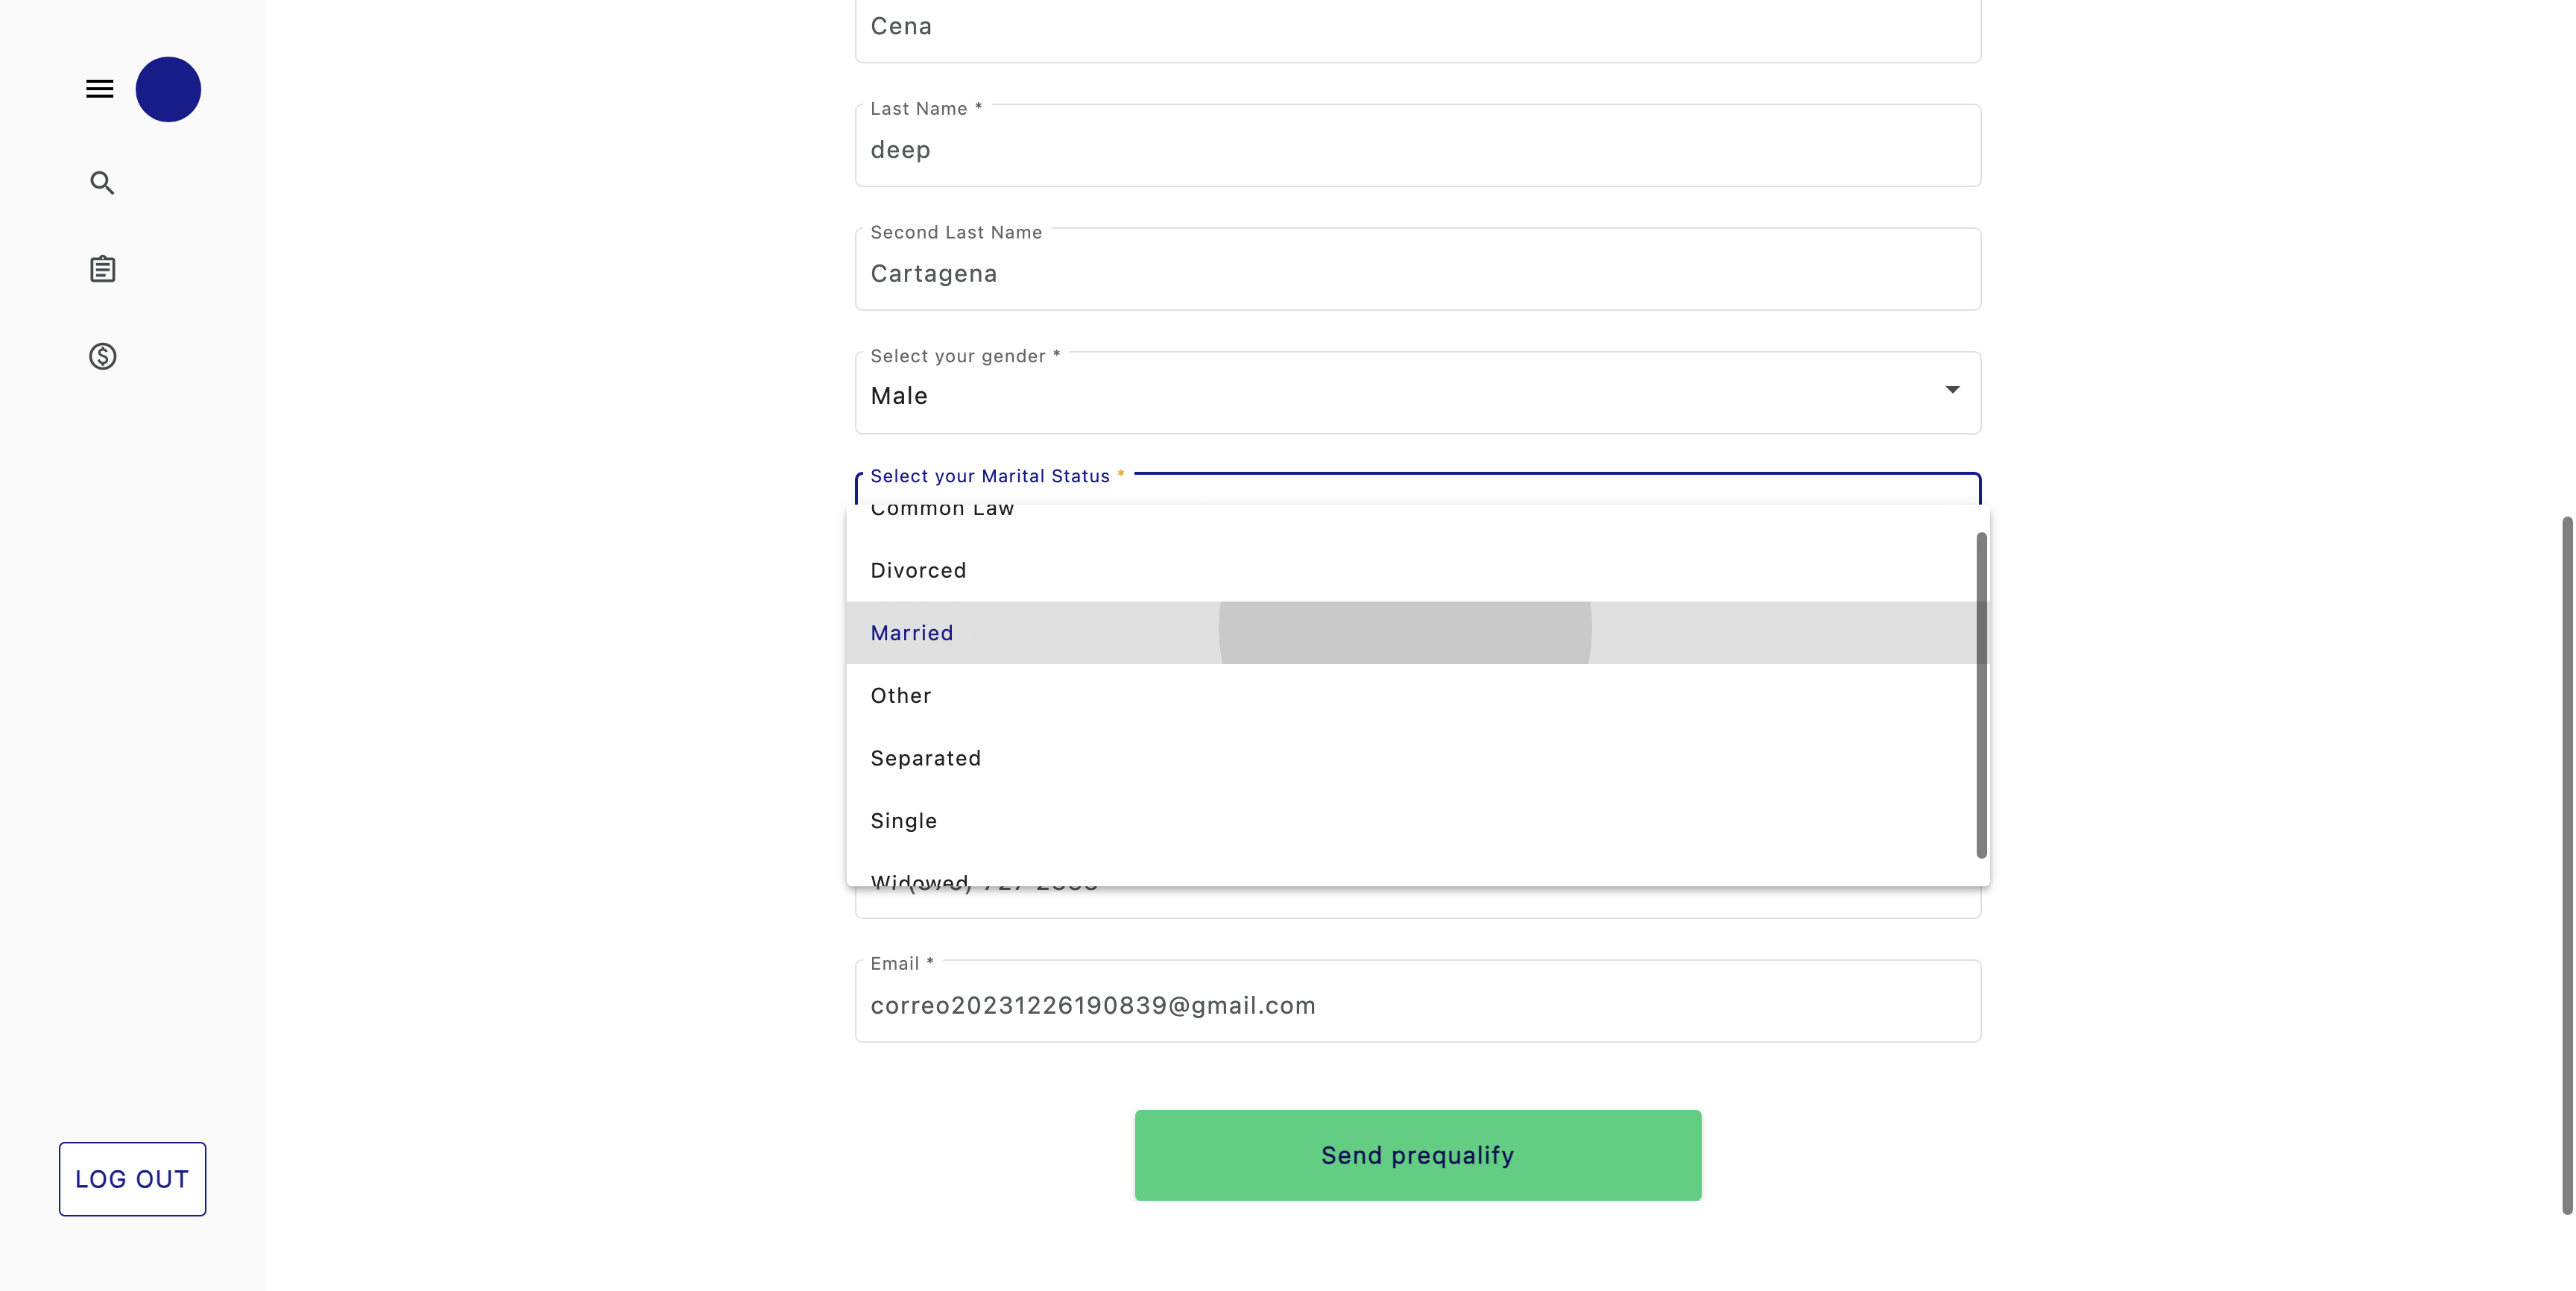 Cena
Last Name *
deep
Second Last Name
Cartagena
Select your gender *
Male
Select your Marital Status *
Common Law
Divorced
Married
Other
Separated
Single
Widowed
Email *
correo20231226190839@gmail.com
Send prequalify
LOG OUT